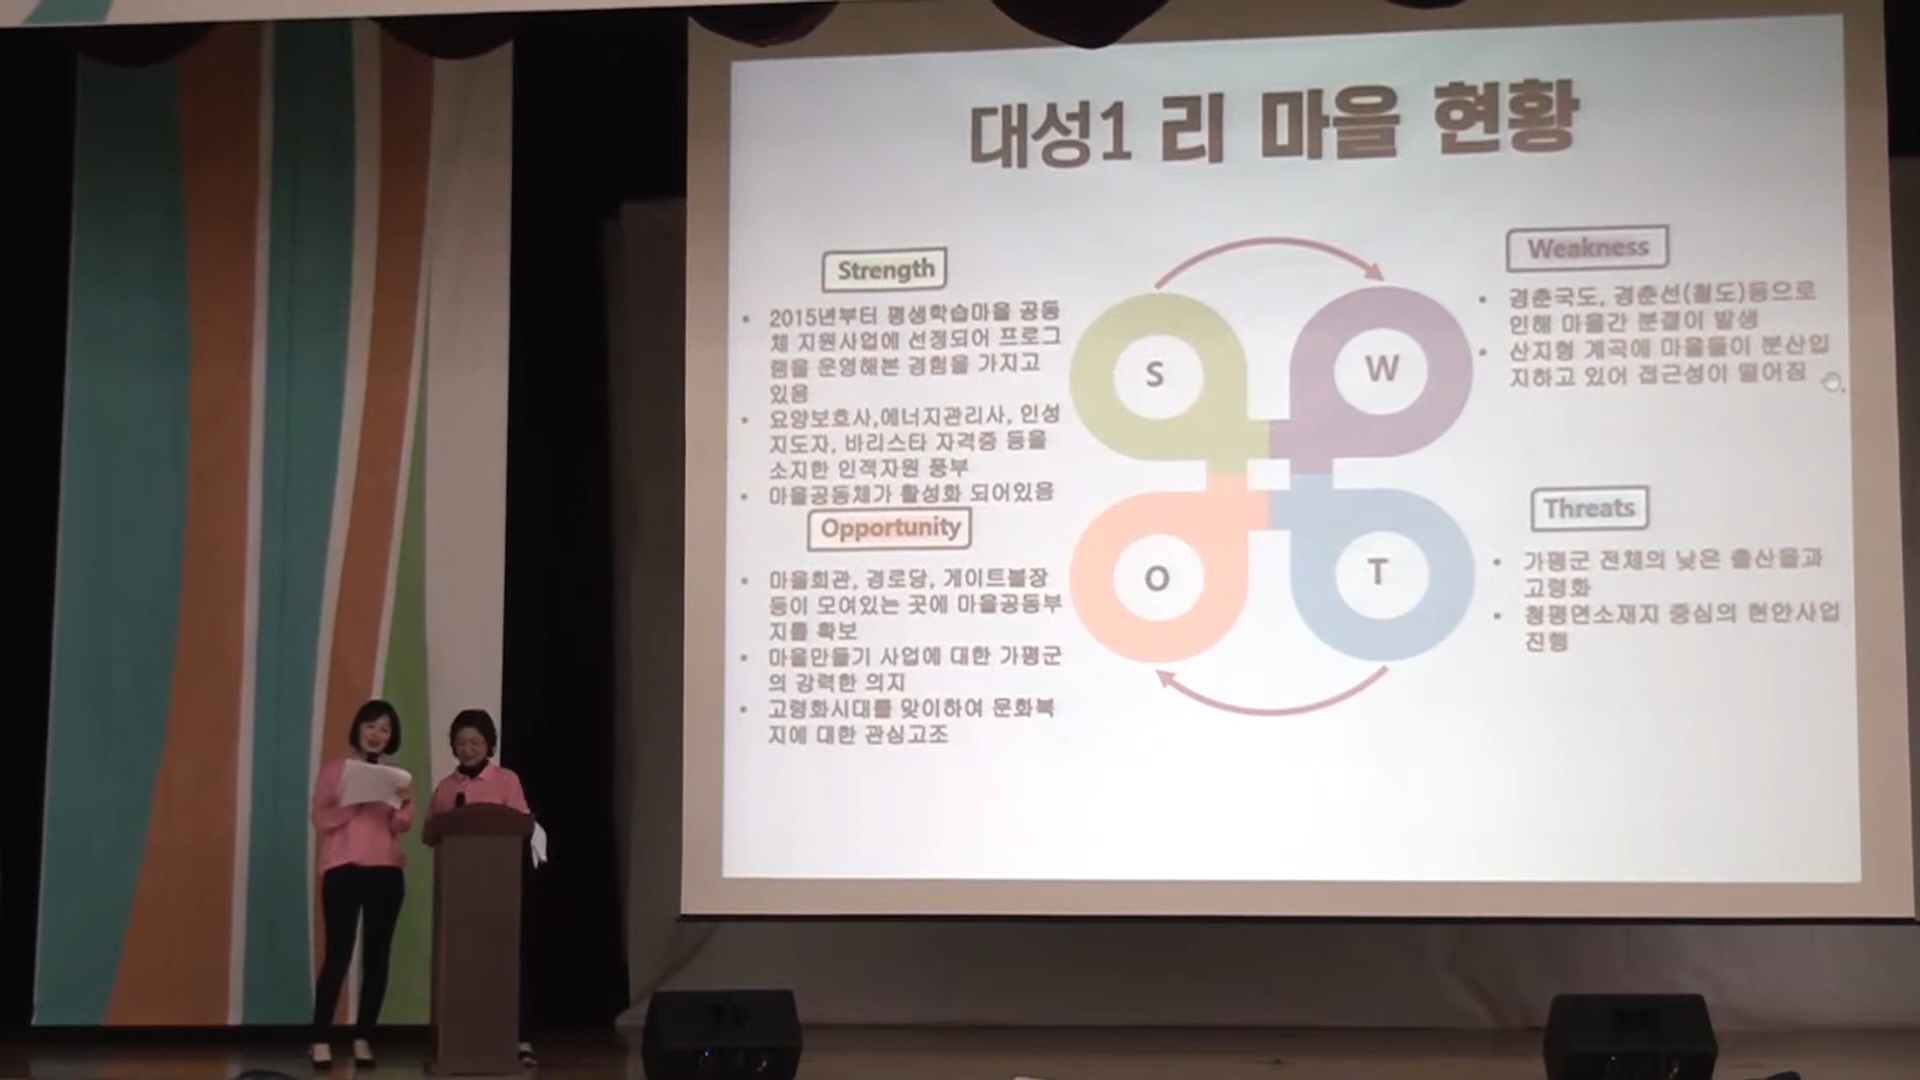 대성1 리 마을 현황
Strength
• 2015년부터 평생학습마을 공동
체 지원사업에 선정되어 프로그
램을 운영해본 경험을 가지고
있음
• 요양보호사,에너지관리사, 인성
지도자, 바리스타 자격증 등을
소지한 인적자원 풍부
• 마을공동체가 활성화 되어있음
Opportunity
• 마을회관, 경로당, 게이트볼장
등이 모여있는 곳에 마을공동부
지를 확보
• 마을만들기 사업에 대한 가평군
의 강력한 의지
• 고령화시대를 맞이하여 문화복
지에 대한 관심고조
S
W
O
T
Weakness
• 경춘국도, 경춘선(철도)등으로
인해 마을간 분결이 발생
• 산지형 계곡에 마을들이 분산입
지하고 있어 접근성이 떨어짐
Threats
• 가평군 전체의 낮은 출산율과
고령화
• 청평면소재지 중심의 현안사업
진행